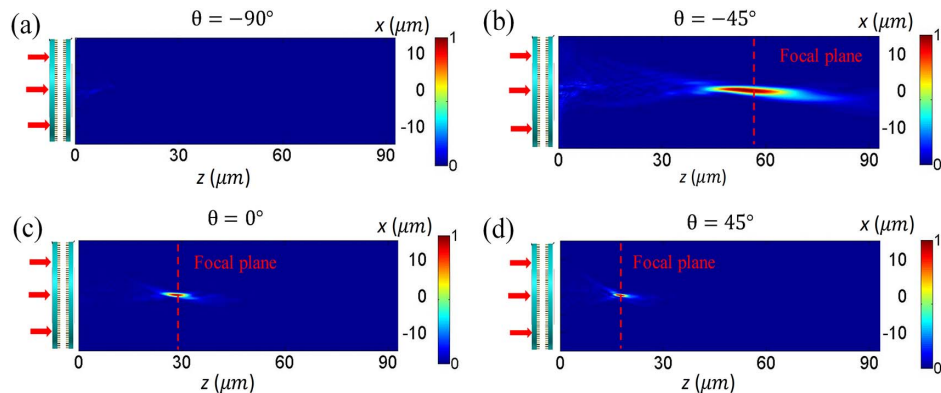 (a)
θ = −90°
x (μm)
1
10
0
-10
0
0
30
60
90
z (μm)
(b)
θ = −45°
x (μm)
1
Focal plane
10
0
-10
0
0
30
60
90
z (μm)
(c)
θ = 0°
x (μm)
1
Focal plane
10
0
-10
0
0
30
60
90
z (μm)
(d)
θ = 45°
x (μm)
1
Focal plane
10
0
-10
0
0
30
60
90
z (μm)